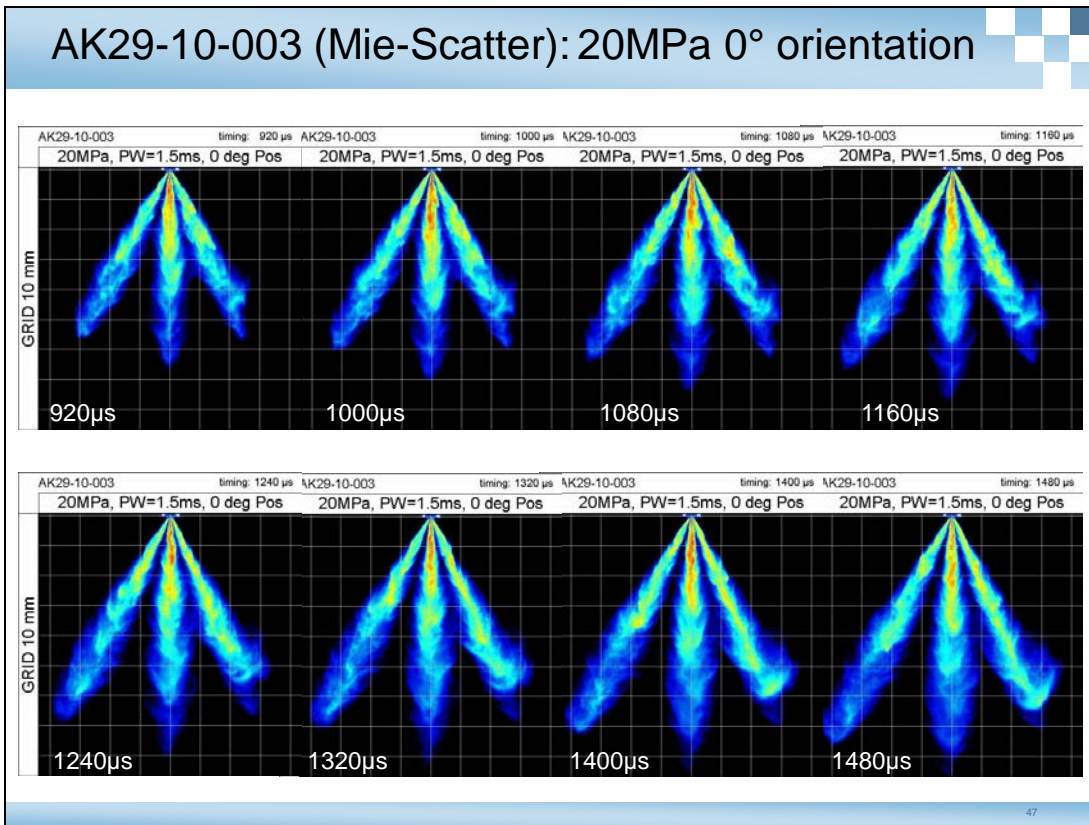 AK29-10-003 (Mie-Scatter): 20MPa 0° orientation
AK29-10-003 timing: 920 µs
20MPa, PW=1.5ms, 0 deg Pos
AK29-10-003 timing: 1000 µs
20MPa, PW=1.5ms, 0 deg Pos
AK29-10-003 timing: 1080 µs
20MPa, PW=1.5ms, 0 deg Pos
AK29-10-003 timing: 1160 µs
20MPa, PW=1.5ms, 0 deg Pos
GRID 10 mm
920µs
1000µs
1080µs
1160µs
AK29-10-003 timing: 1240 µs
20MPa, PW=1.5ms, 0 deg Pos
AK29-10-003 timing: 1320 µs
20MPa, PW=1.5ms, 0 deg Pos
AK29-10-003 timing: 1400 µs
20MPa, PW=1.5ms, 0 deg Pos
AK29-10-003 timing: 1480 µs
20MPa, PW=1.5ms, 0 deg Pos
GRID 10 mm
1240µs
1320µs
1400µs
1480µs
47